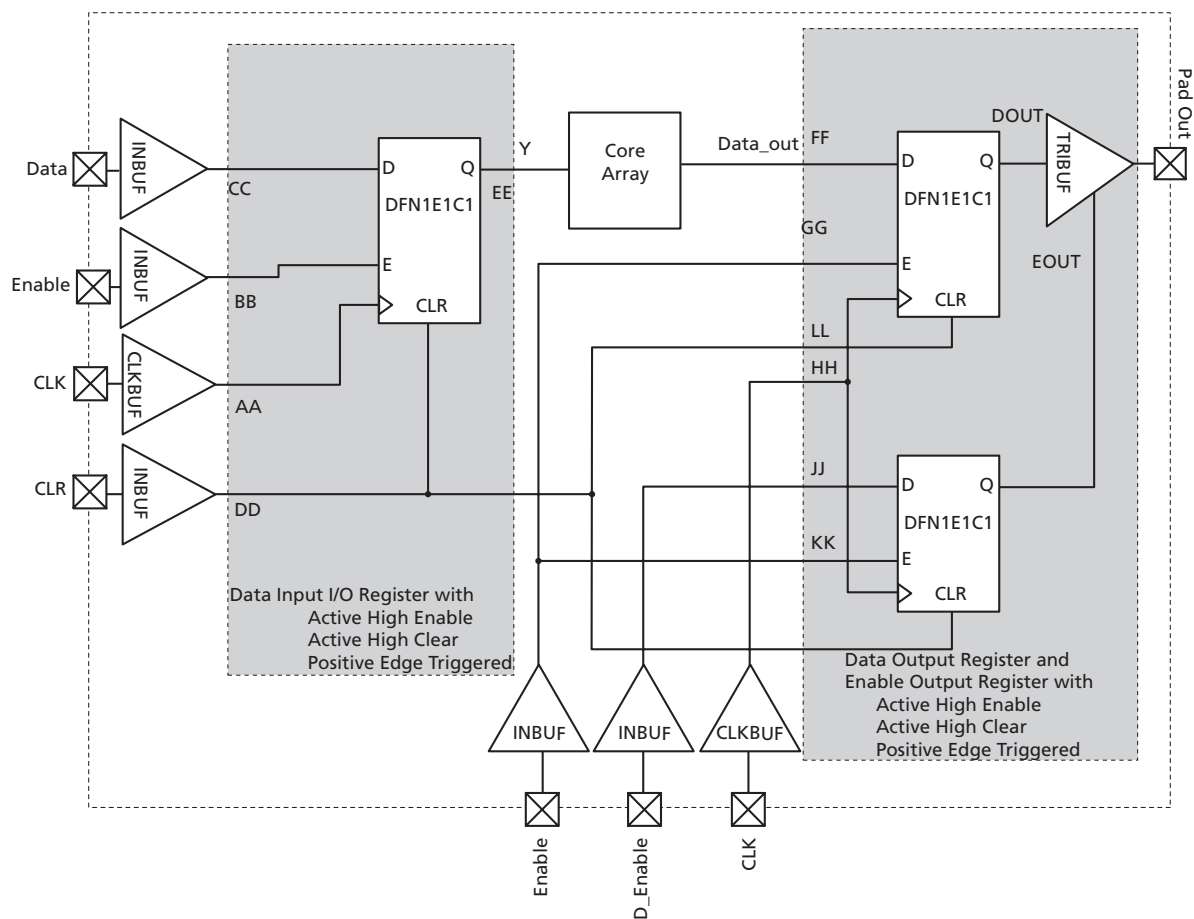 Pad Out
DOUT
INBUF
Data
CC
D
Q
DFN1E1C1
E
CLR
Y
EE
Core
Array
Data_out
FF
D
Q
DFN1E1C1
E
CLR
GG
TRIBUF
EOUT
INBUF
Enable
BB
CLKBUF
CLK
AA
LL
HH
INBUF
CLR
DD
JJ
KK
D
Q
DFN1E1C1
E
CLR
Data Input I/O Register with
Active High Enable
Active High Clear
Positive Edge Triggered
Data Output Register and
Enable Output Register with
Active High Enable
Active High Clear
Positive Edge Triggered
INBUF
INBUF
CLKBUF
Enable
D_Enable
CLK